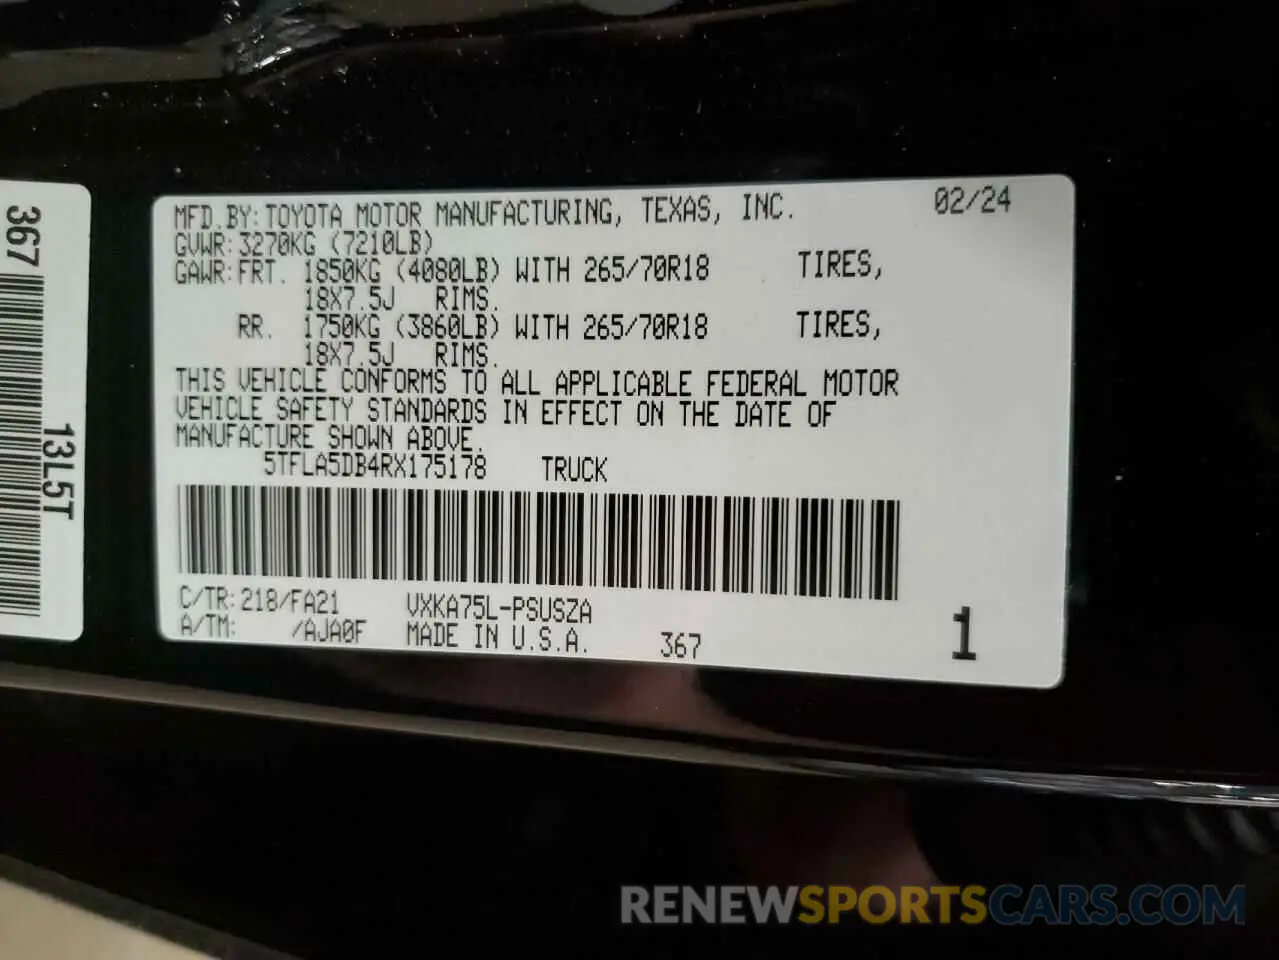 MFD.BY:TOYOTA MOTOR MANUFACTURING, TEXAS, INC. 02/24
GVWR:3270KG (7210LB)
GAWR:FRT. 1850KG (4080LB) WITH 265/70R18 TIRES,
18X7.5J RIMS.
RR. 1750KG (3860LB) WITH 265/70R18 TIRES,
18X7.5J RIMS.
THIS VEHICLE CONFORMS TO ALL APPLICABLE FEDERAL MOTOR
VEHICLE SAFETY STANDARDS IN EFFECT ON THE DATE OF
MANUFACTURE SHOWN ABOVE.
5TFLA5DB4RX175178 TRUCK
C/TR:218/FA21 VXKA75L-PSUSZA
A/TM: /AJA0F MADE IN U.S.A. 367 1
367
13L5T
RENEWSPORTSCARS.COM